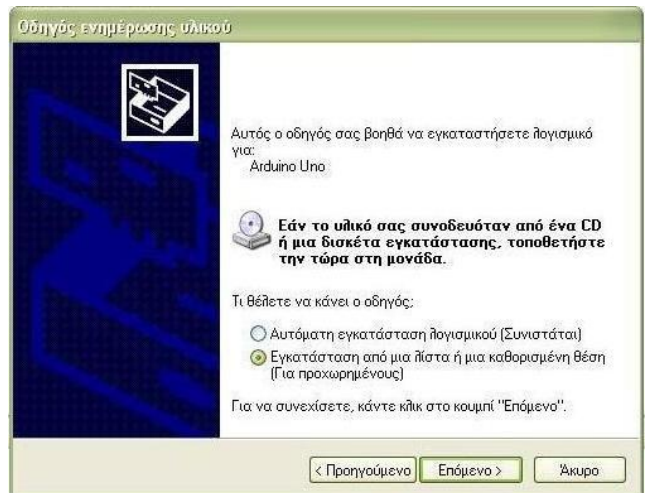 Οδηγός ενημέρωσης υλικού
Αυτός ο οδηγός σας βοηθά να εγκαταστήσετε λογισμικό
για:
Arduino Uno
Εάν το υλικό σας συνοδευόταν από ένα CD
ή μια δισκέτα εγκατάστασης, τοποθετήστε
την τώρα στη μονάδα.
Τι θέλετε να κάνει ο οδηγός;
Αυτόματη εγκατάσταση λογισμικού (Συνιστάται)
Εγκατάσταση από μια λίστα ή μια καθορισμένη θέση
(Για προχωρημένους)
Για να συνεχίσετε, κάντε κλικ στο κουμπί "Επόμενο".
< Προηγούμενο Επόμενο > Άκυρο